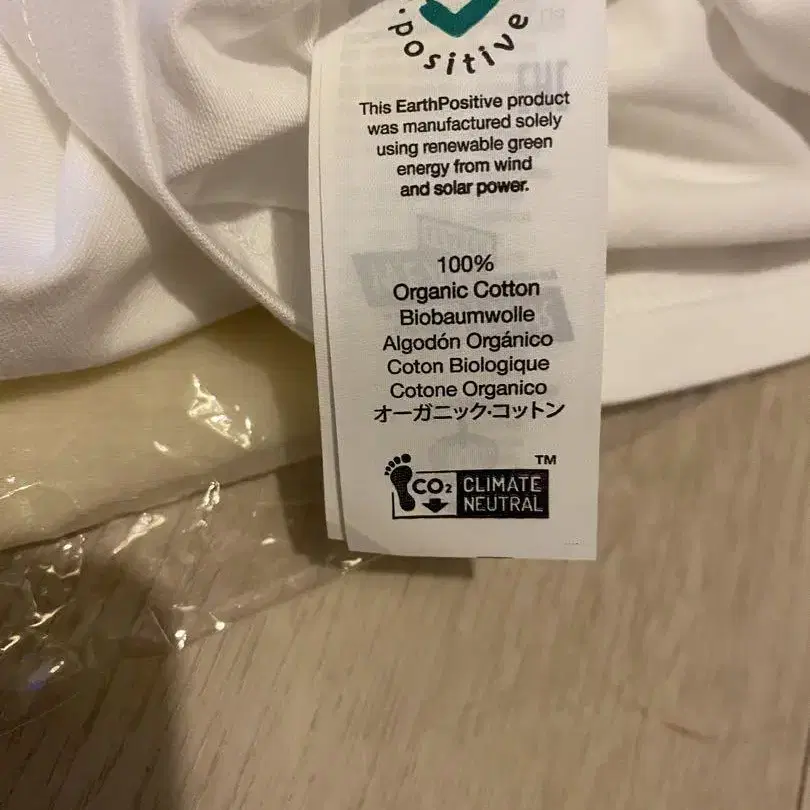 positive
This EarthPositive product
was manufactured solely
using renewable green
energy from wind
and solar power.
100%
Organic Cotton
Biobaumwolle
Algodón Orgánico
Coton Biologique
Cotone Organico
オーガニック·コットン
TM
CO₂ CLIMATE
NEUTRAL